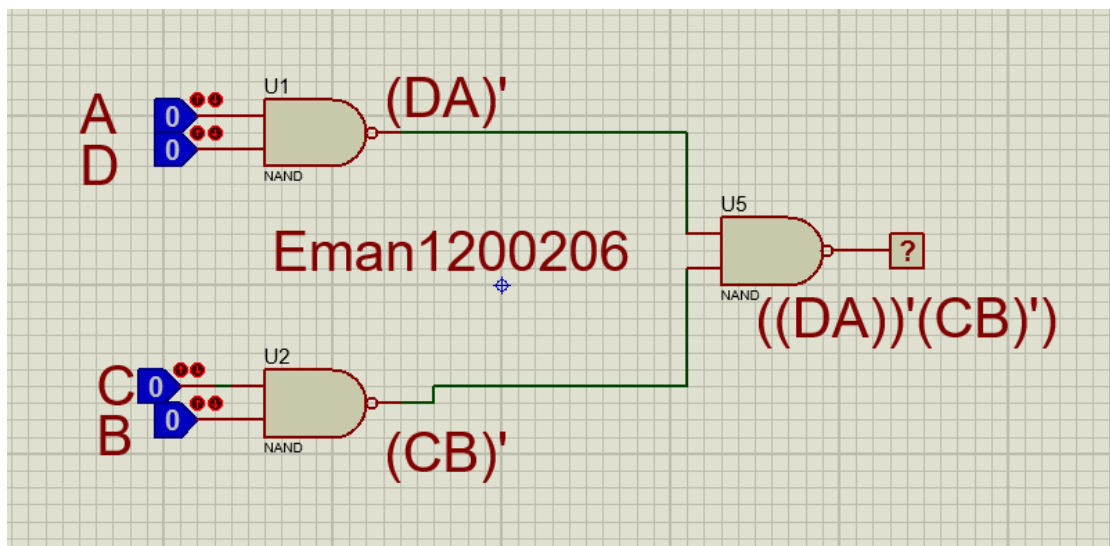 U1
(DA)'
A
0
D
0
NAND
U5
?
Eman1200206
NAND
((DA))'(CB)')
U2
C
0
B
0
NAND
(CB)'